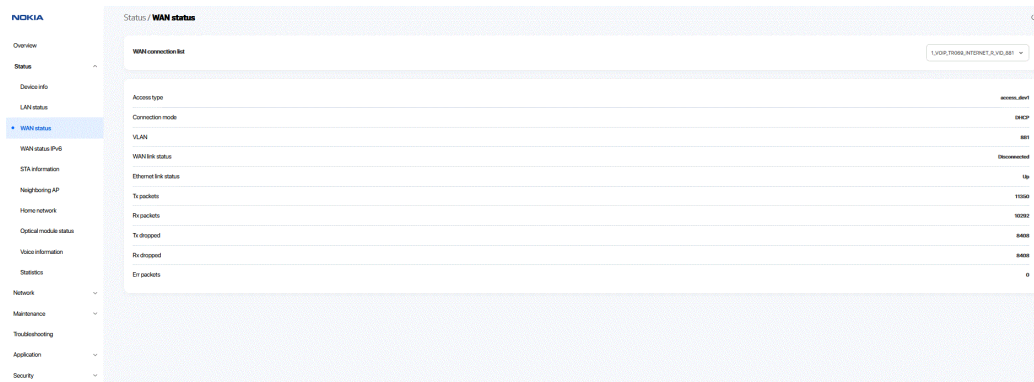 NOKIA
Status / WAN status
Overview
Status
Device info
LAN status
WAN status
WAN status IPv6
STA information
Neighboring AP
Home network
Optical module status
Voice information
Statistics
Network
Maintenance
Troubleshooting
Application
Security
WAN connection list
1_VOIP_TR069_INTERNET_R_VID_881
Access type access_dev1
Connection mode DHCP
VLAN 881
WAN link status Disconnected
Ethernet link status Up
Tx packets 11350
Rx packets 10292
Tx dropped 8408
Rx dropped 8408
Err packets 0